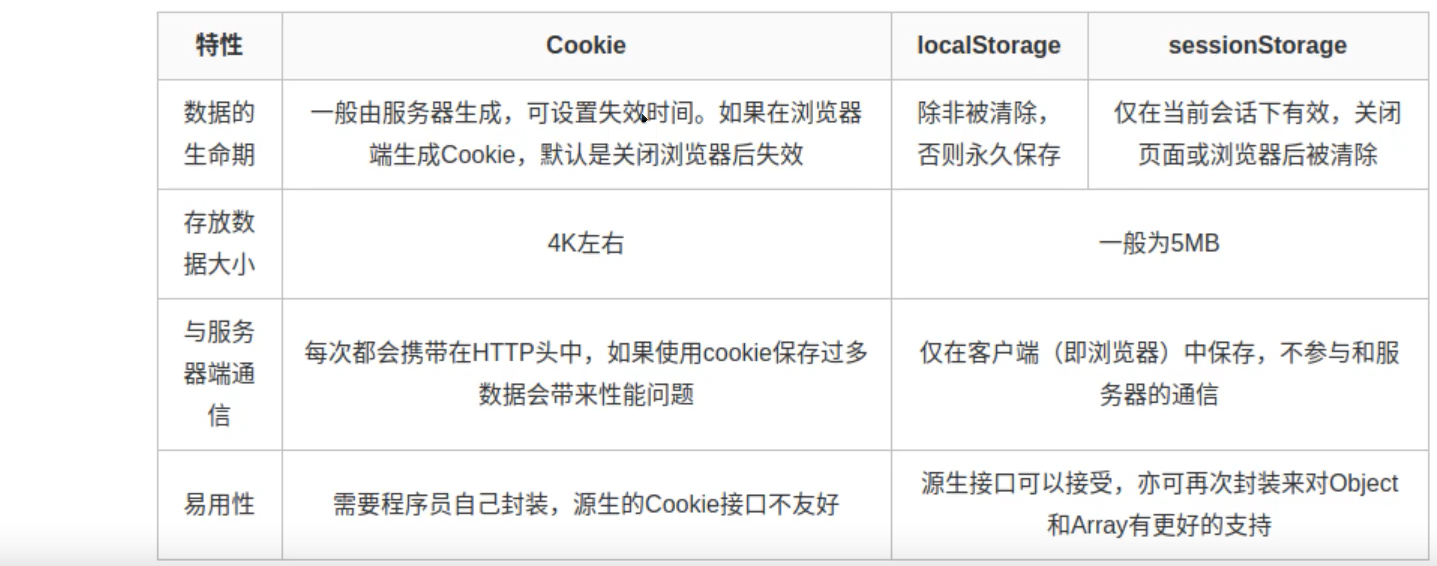 特性
Cookie
localStorage
sessionStorage
数据的
生命期
一般由服务器生成，可设置失效时间。如果在浏览器
端生成Cookie，默认是关闭浏览器后失效
除非被清除，
否则永久保存
仅在当前会话下有效，关闭
页面或浏览器后被清除
存放数
据大小
4K左右
一般为5MB
与服务
器端通
信
每次都会携带在HTTP头中，如果使用cookie保存过多
数据会带来性能问题
仅在客户端（即浏览器）中保存，不参与和服
务器的通信
易用性
需要程序员自己封装，源生的Cookie接口不友好
源生接口可以接受，亦可再次封装来对Object
和Array有更好的支持